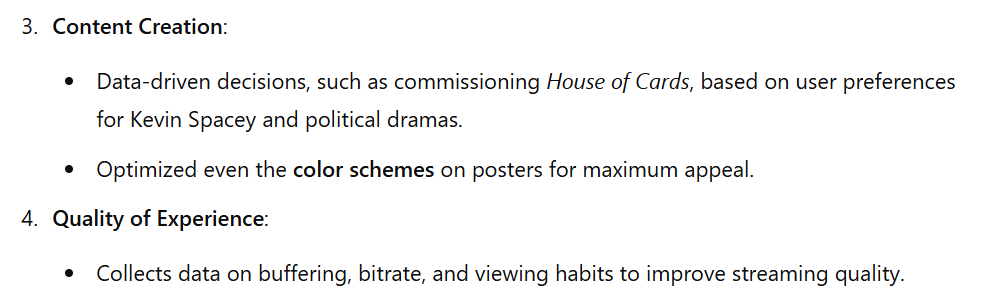 3. Content Creation:
• Data-driven decisions, such as commissioning House of Cards, based on user preferences
for Kevin Spacey and political dramas.
• Optimized even the color schemes on posters for maximum appeal.
4. Quality of Experience:
• Collects data on buffering, bitrate, and viewing habits to improve streaming quality.